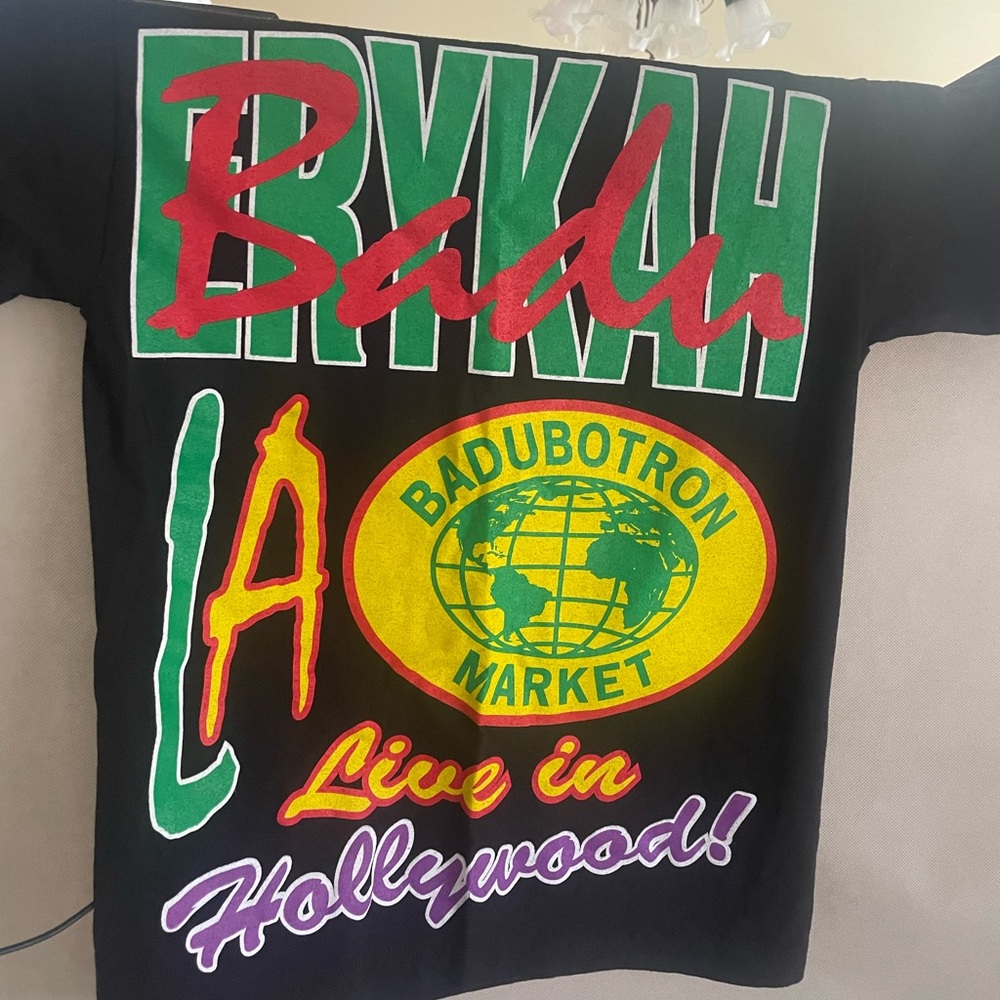 ERYKAH
Badu
LA
BADUBOTRON
MARKET
Live in
Hollywood!